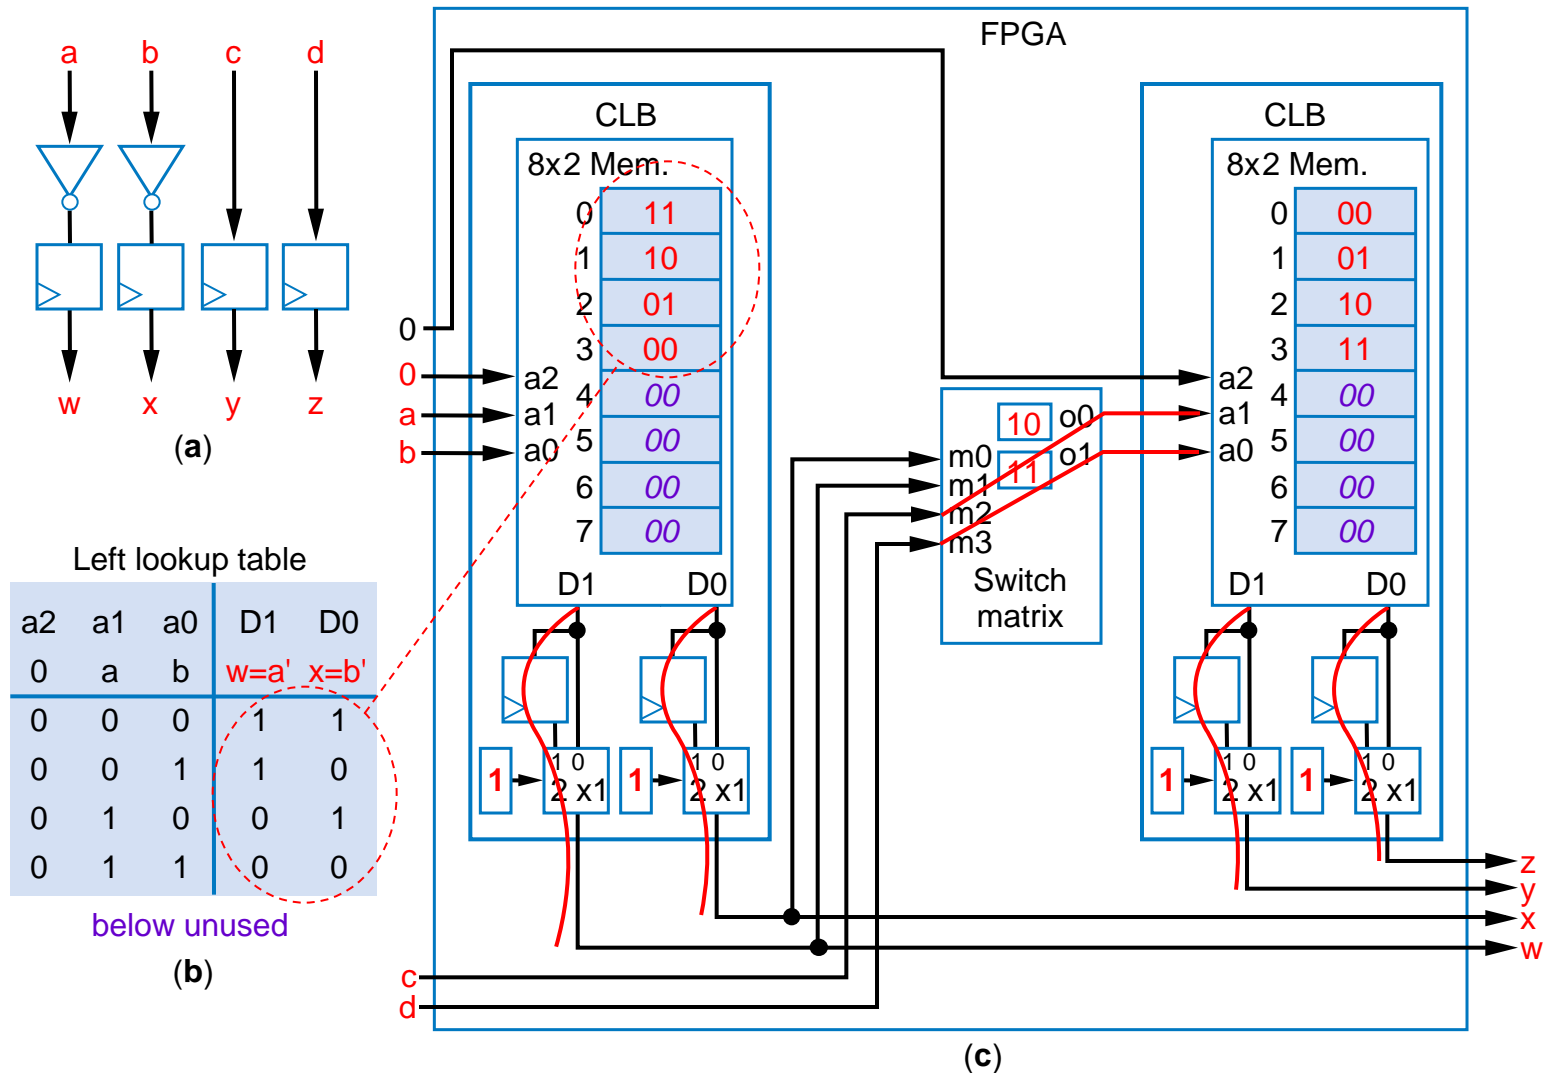 a b c d
w x y z
(a)
Left lookup table
a2 a1 a0 D1 D0
0 a b w=a' x=b'
0 0 0 1 1
0 0 1 1 0
0 1 0 0 1
0 1 1 0 0
below unused
(b)
FPGA
0
0
a
b
c
d
CLB
8x2 Mem.
0 11
1 10
2 01
3 00
a2
4 00
a1
5 00
a0
6 00
7 00
D1 D0
1 0 1 0
1 2 x1 1 2 x1
10 o0
m0 11 o1
m1
m2
m3
Switch
matrix
CLB
8x2 Mem.
0 00
1 01
2 10
3 11
a2
4 00
a1
5 00
a0
6 00
7 00
D1 D0
1 0 1 0
1 2 x1 1 2 x1
z
y
x
w
(c)